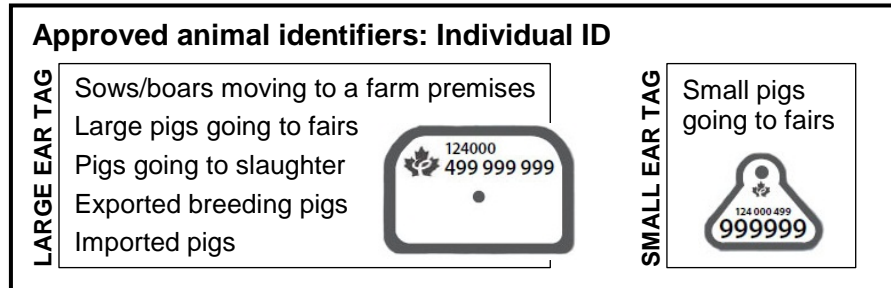 Approved animal identifiers: Individual ID
LARGE EAR TAG
Sows/boars moving to a farm premises
Large pigs going to fairs
Pigs going to slaughter
Exported breeding pigs
Imported pigs
124000
499 999 999
SMALL EAR TAG
Small pigs
going to fairs
124 000 499
999999